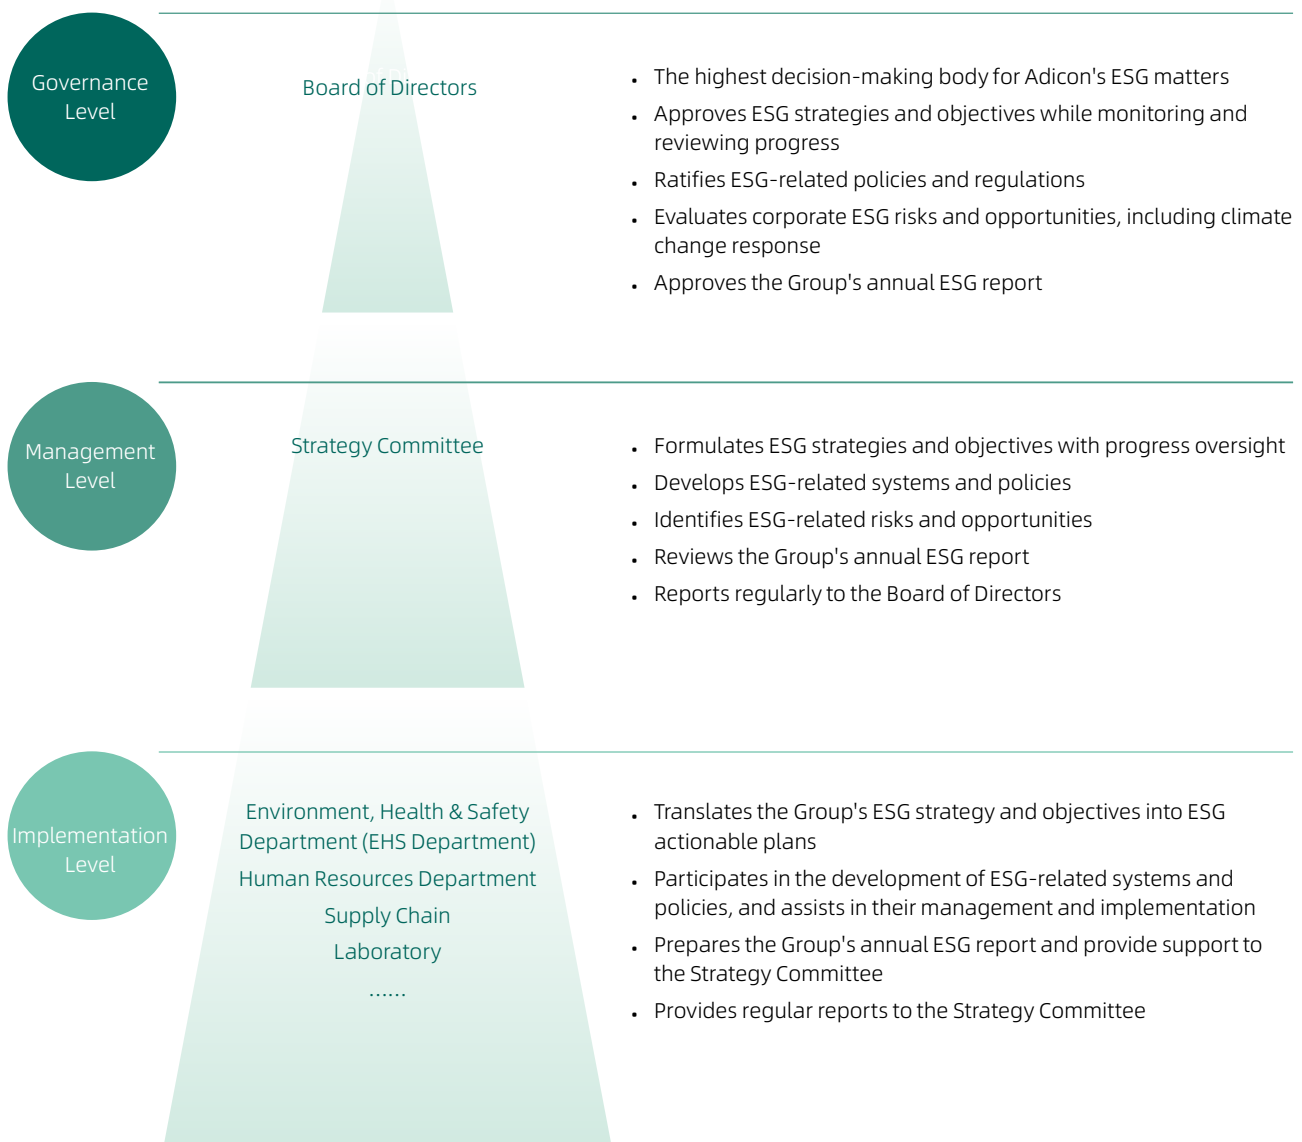 Governance
Level
Board of Directors
• The highest decision-making body for Adicon's ESG matters
• Approves ESG strategies and objectives while monitoring and
reviewing progress
• Ratifies ESG-related policies and regulations
• Evaluates corporate ESG risks and opportunities, including climate
change response
• Approves the Group's annual ESG report
Management
Level
Strategy Committee
• Formulates ESG strategies and objectives with progress oversight
• Develops ESG-related systems and policies
• Identifies ESG-related risks and opportunities
• Reviews the Group's annual ESG report
• Reports regularly to the Board of Directors
Implementation
Level
Environment, Health & Safety
Department (EHS Department)
Human Resources Department
Supply Chain
Laboratory
......
• Translates the Group's ESG strategy and objectives into ESG
actionable plans
• Participates in the development of ESG-related systems and
policies, and assists in their management and implementation
• Prepares the Group's annual ESG report and provide support to
the Strategy Committee
• Provides regular reports to the Strategy Committee